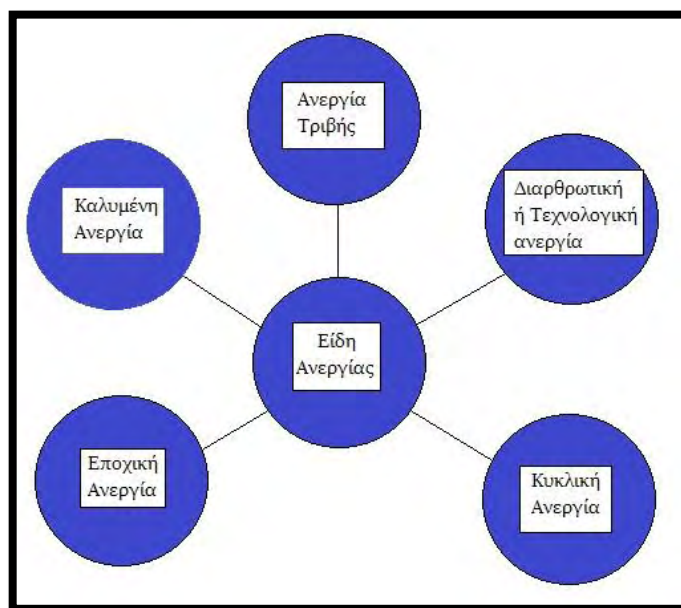 Ανεργία
Τριβής
Καλυμένη
Ανεργία
Διαρθρωτική
ή Τεχνολογική
ανεργία
Είδη
Ανεργίας
Εποχική
Ανεργία
Κυκλική
Ανεργία